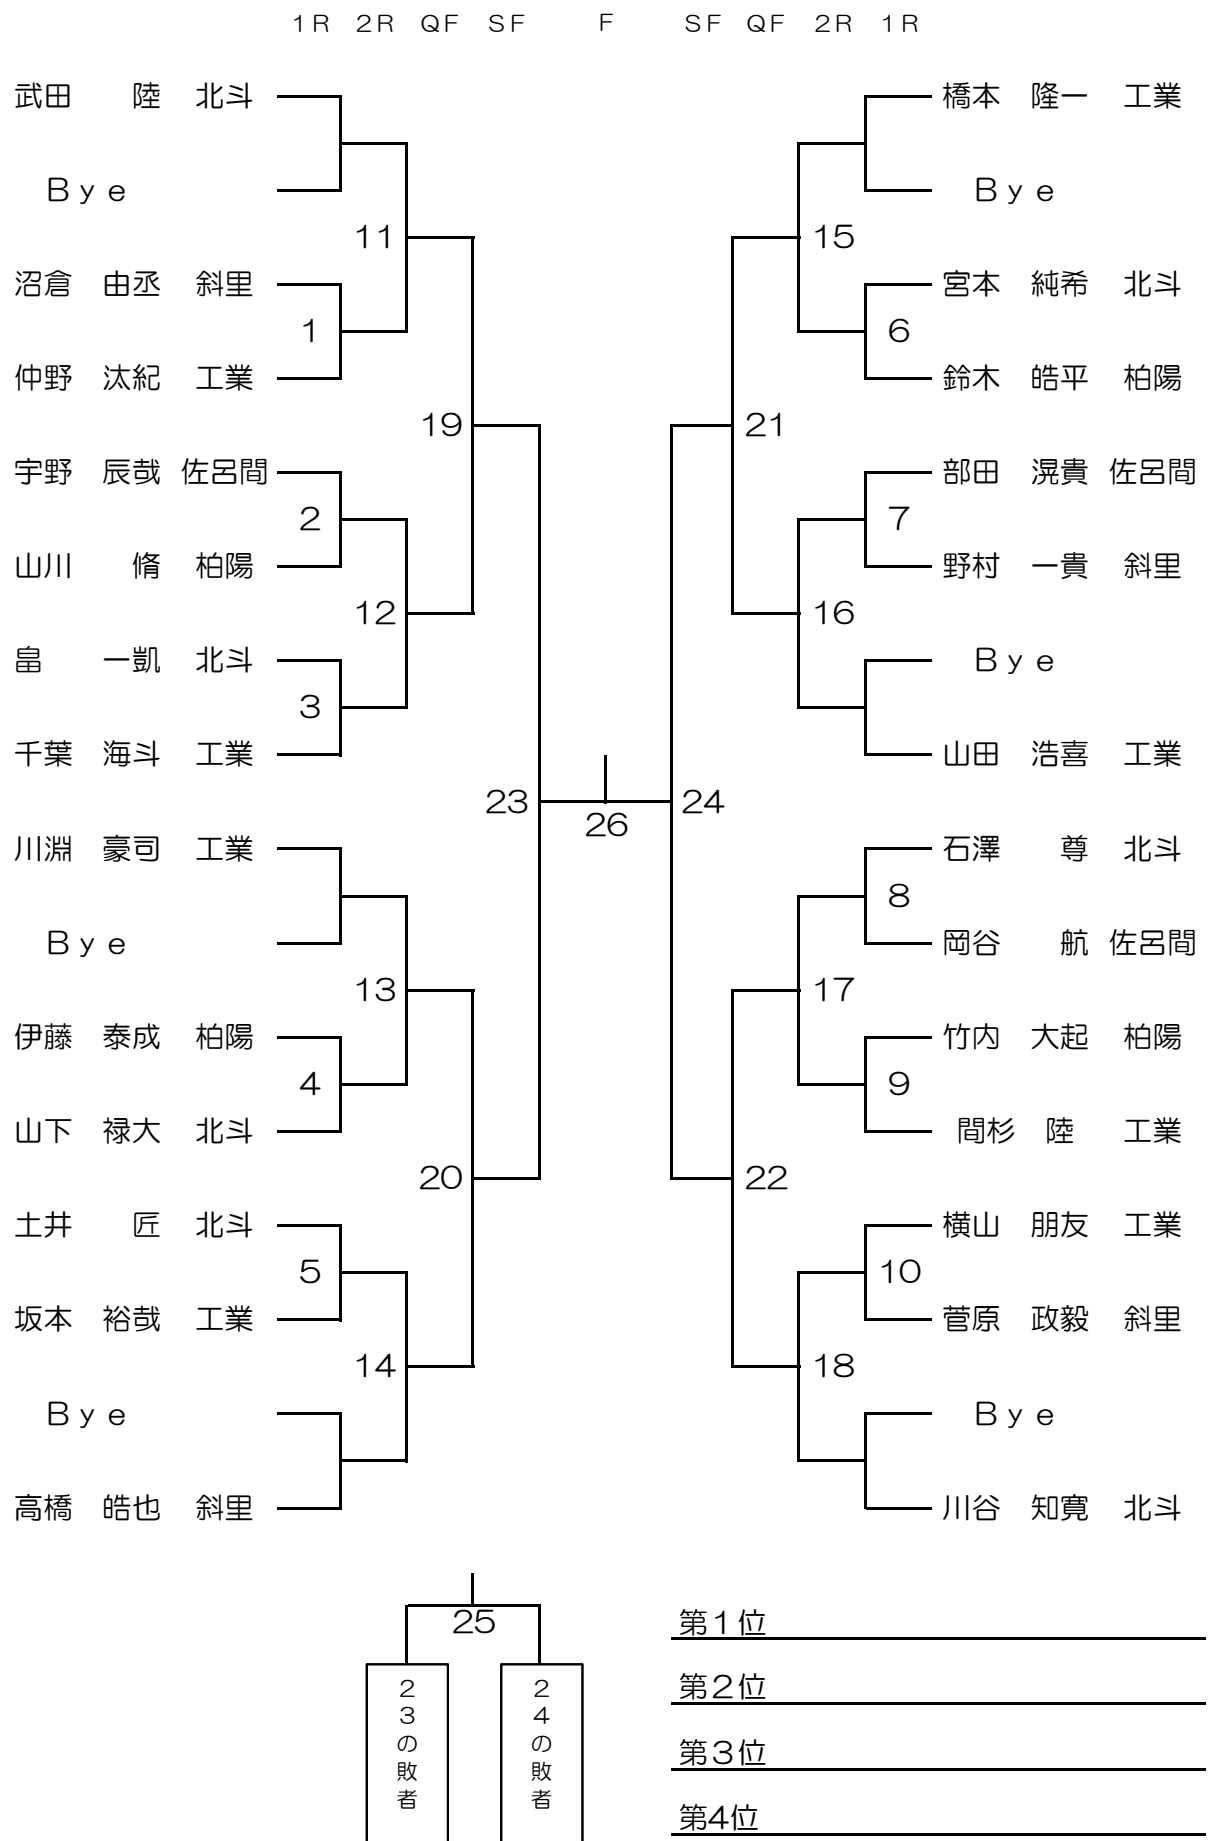 １Ｒ ２Ｒ ＱＦ ＳＦ Ｆ ＳＦ ＱＦ ２Ｒ １Ｒ
武田 陸 北斗 橋本 隆一 工業
Ｂｙｅ Ｂｙｅ
11 15
沼倉 由丞 斜里 宮本 純希 北斗
1 6
仲野 汰紀 工業 鈴木 皓平 柏陽
19 21
宇野 辰哉 佐呂間 部田 滉貴 佐呂間
2 7
山川 脩 柏陽 野村 一貴 斜里
12 16
畠 一凱 北斗 Ｂｙｅ
3
千葉 海斗 工業 山田 浩喜 工業
23 26 24
川淵 豪司 工業 石澤 尊 北斗
8
Ｂｙｅ 岡谷 航 佐呂間
13 17
伊藤 泰成 柏陽 竹内 大起 柏陽
4 9
山下 禄大 北斗 間杉 陸 工業
20 22
土井 匠 北斗 横山 朋友 工業
5 10
坂本 裕哉 工業 菅原 政毅 斜里
14 18
Ｂｙｅ Ｂｙｅ
高橋 皓也 斜里 川谷 知寛 北斗
25
２３の敗者
２４の敗者
第１位
第２位
第３位
第4位